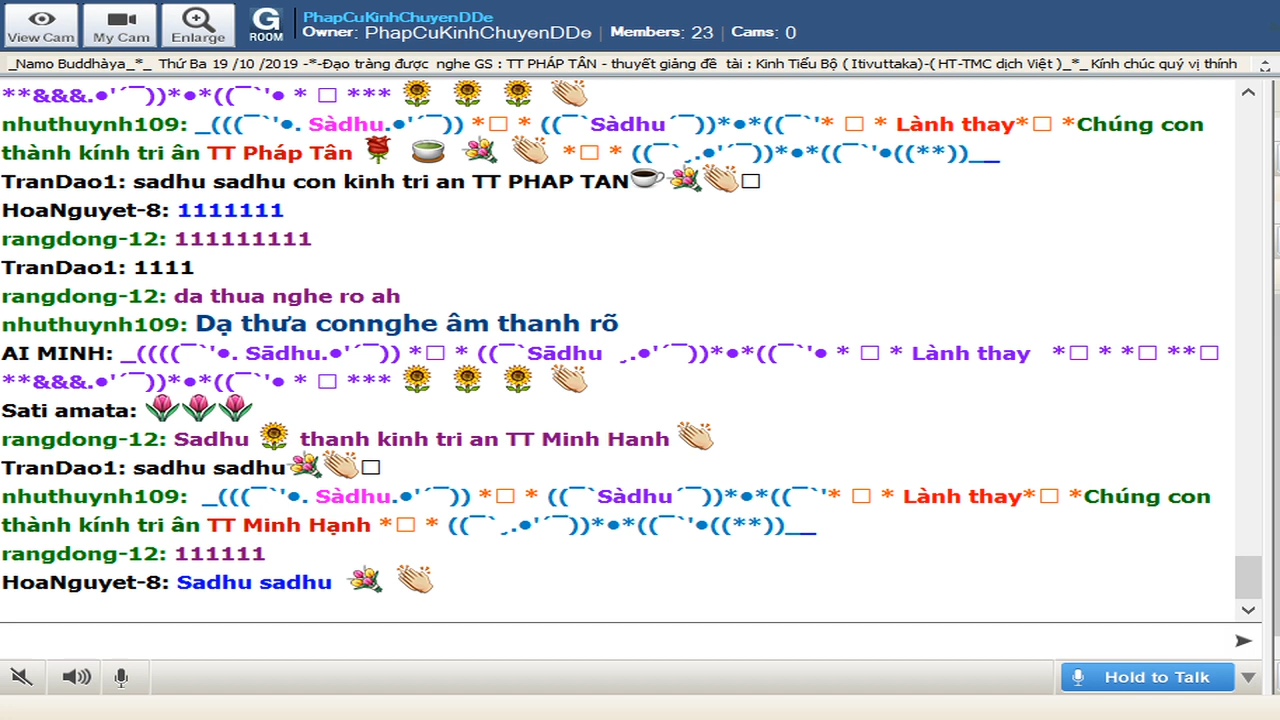 View Cam My Cam Enlarge G ROOM
PhapCuKinhChuyenDDe
Owner: PhapCuKinhChuyenDDe | Members: 23 | Cams: 0
_Namo Buddhàya_*_ Thứ Ba 19 /10 /2019 -*-Đạo tràng được nghe GS : TT PHÁP TÂN - thuyết giảng đề tài : Kinh Tiểu Bộ ( Itivuttaka)-( HT-TMC dịch Việt )_*_ Kính chúc quý vị thính
**&&&.●'´¯))*●*((¯`'● * □ *** 🌻 🌻 🌻 👏
nhuthuynh109: _(((¯`'●. Sàdhu.●'´¯)) *□ * ((¯`Sàdhu´¯))*●*((¯`'* □ * Lành thay*□ *Chúng con
thành kính tri ân TT Pháp Tân 🌹 🍵 💐 👏 *□ * ((¯`¸.●'´¯))*●*((¯`'●((**))__
TranDao1: sadhu sadhu con kinh tri an TT PHAP TAN☕💐👏□
HoaNguyet-8: 1111111
rangdong-12: 111111111
TranDao1: 1111
rangdong-12: da thua nghe ro ah
nhuthuynh109: Dạ thưa connghe âm thanh rõ
AI MINH: _((((¯`'●. Sādhu.●'´¯)) *□ * ((¯`Sādhu ¸.●'´¯))*●*((¯`'● * □ * Lành thay *□ * *□ **□
**&&&.●'´¯))*●*((¯`'● * □ *** 🌻 🌻 🌻 👏
Sati amata: 🌷🌷🌷
rangdong-12: Sadhu 🌻 thanh kinh tri an TT Minh Hanh 👏
TranDao1: sadhu sadhu💐👏□
nhuthuynh109: _(((¯`'●. Sàdhu.●'´¯)) *□ * ((¯`Sàdhu´¯))*●*((¯`'* □ * Lành thay*□ *Chúng con
thành kính tri ân TT Minh Hạnh *□ * ((¯`¸.●'´¯))*●*((¯`'●((**))__
rangdong-12: 111111
HoaNguyet-8: Sadhu sadhu 💐 👏
Hold to Talk